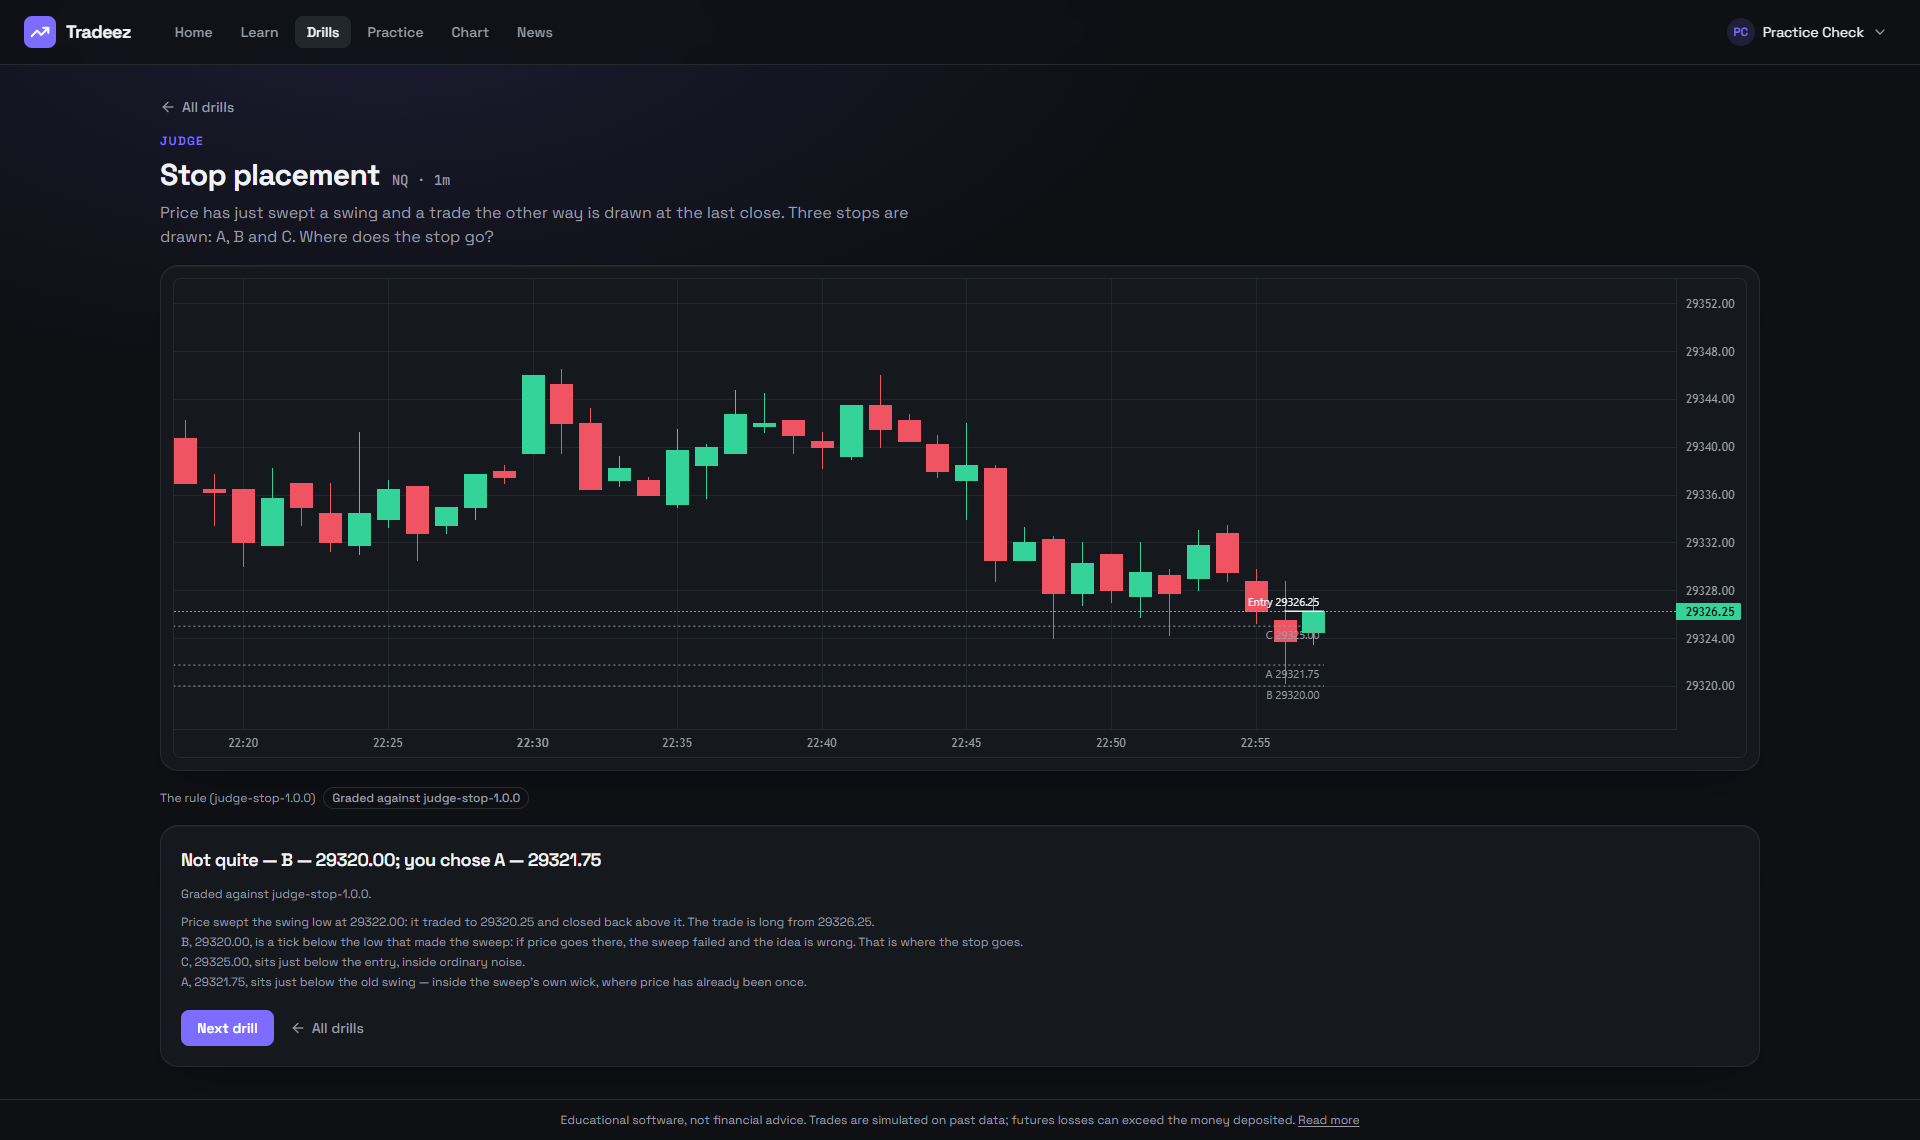 Tradeez
Home
Learn
Drills
Practice
Chart
News
PC
Practice Check
← All drills
JUDGE
Stop placement NQ · 1m
Price has just swept a swing and a trade the other way is drawn at the last close. Three stops are
drawn: A, B and C. Where does the stop go?
29352.00
29348.00
29344.00
29340.00
29336.00
29332.00
29328.00
Entry 29326.25
29326.25
C 29325.00
29324.00
A 29321.75
29320.00
B 29320.00
22:20
22:25
22:30
22:35
22:40
22:45
22:50
22:55
The rule (judge-stop-1.0.0)
Graded against judge-stop-1.0.0
Not quite — B — 29320.00; you chose A — 29321.75
Graded against judge-stop-1.0.0.
Price swept the swing low at 29322.00: it traded to 29320.25 and closed back above it. The trade is long from 29326.25.
B, 29320.00, is a tick below the low that made the sweep: if price goes there, the sweep failed and the idea is wrong. That is where the stop goes.
C, 29325.00, sits just below the entry, inside ordinary noise.
A, 29321.75, sits just below the old swing — inside the sweep's own wick, where price has already been once.
Next drill
← All drills
Educational software, not financial advice. Trades are simulated on past data; futures losses can exceed the money deposited. Read more